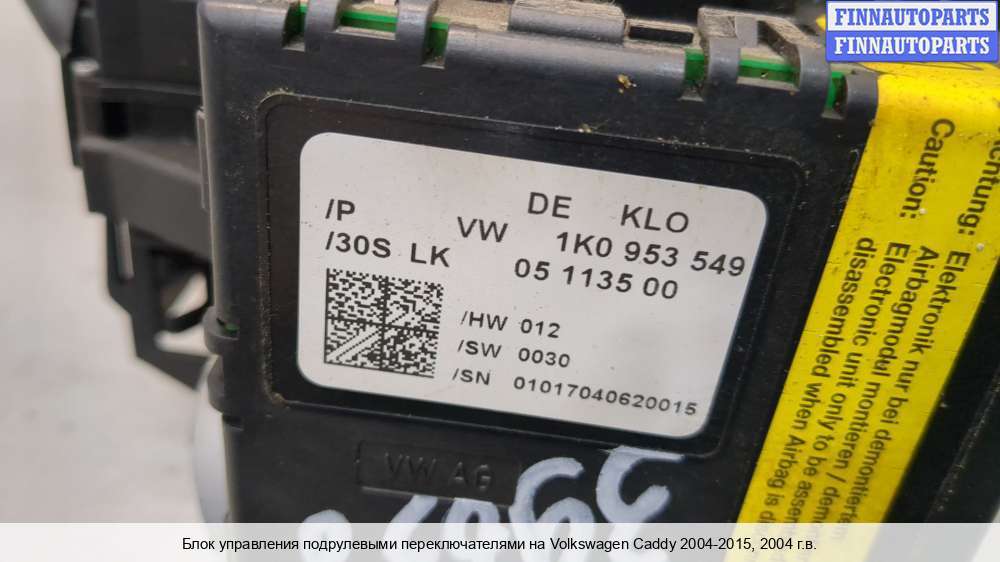 FINNAUTOPARTS
FINNAUTOPARTS
DE KLO
/P VW 1K0 953 549
/30S LK 05 1135 00
/HW 012
/SW 0030
/SN 01017040620015
VW AG
Elektronik nur bei
Airbagmodul montieren /
Caution: Electronic unit only to be
disassembled when Airbag is
Блок управления подрулевыми переключателями на Volkswagen Caddy 2004-2015, 2004 г.в.